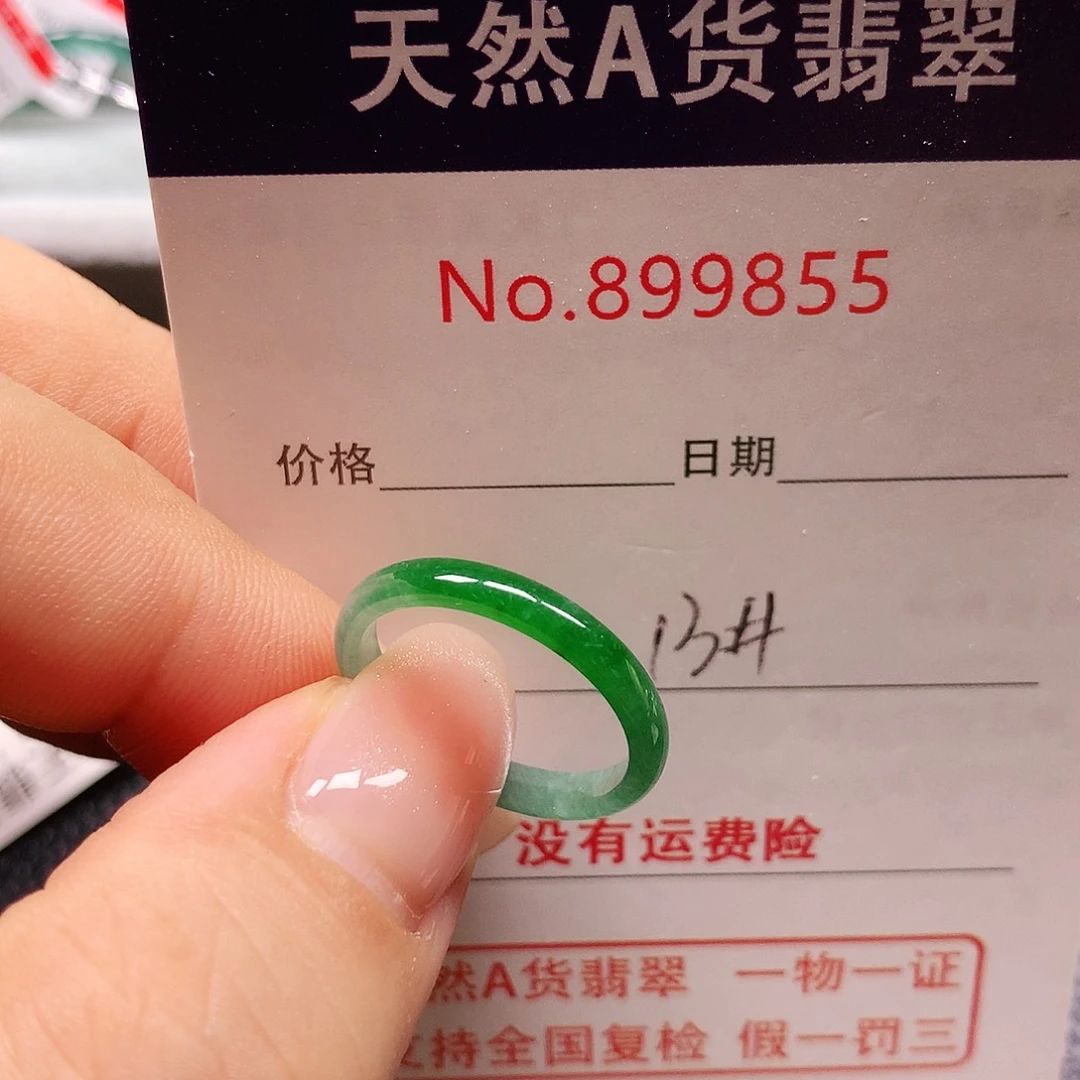 天然A货翡翠
No.899855
价格 日期
13#
没有运费险
然A货翡翠 一物一证
支持全国复检 假一罚三